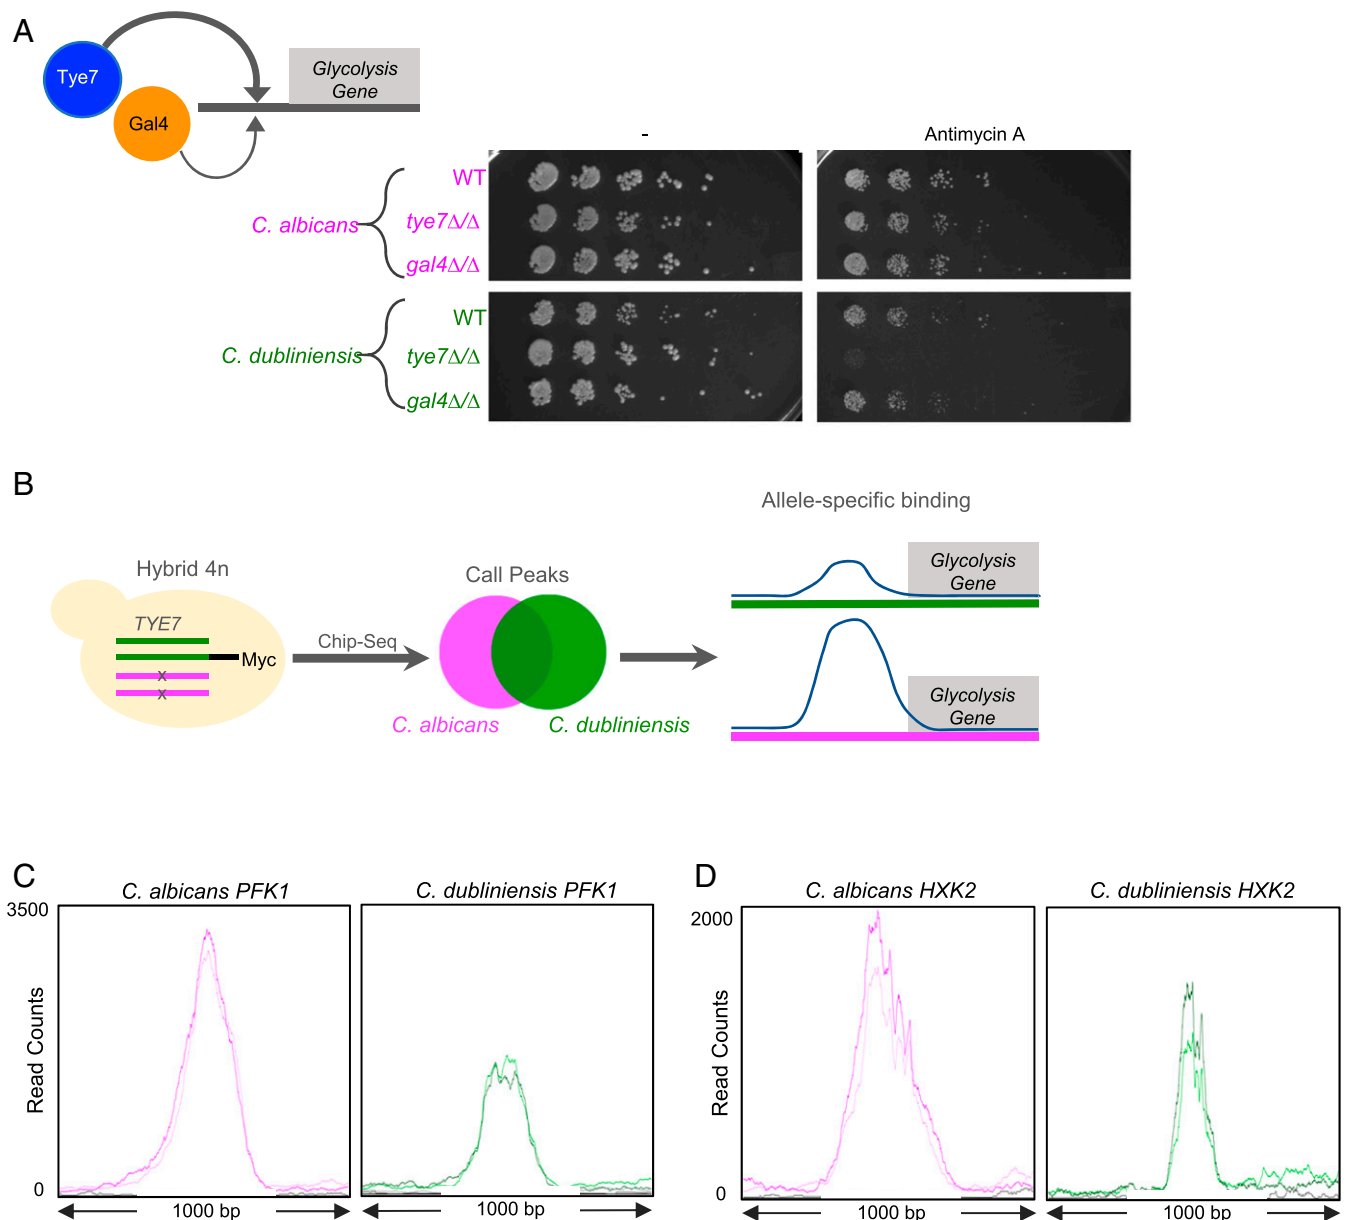 A
Tye7
Gal4
Glycolysis
Gene
-
Antimycin A
C. albicans
WT
tye7Δ/Δ
gal4Δ/Δ
C. dubliniensis
WT
tye7Δ/Δ
gal4Δ/Δ
B
Allele-specific binding
Hybrid 4n
TYE7
Myc
x
x
Chip-Seq
Call Peaks
C. albicans
C. dubliniensis
Glycolysis
Gene
Glycolysis
Gene
C
C. albicans PFK1
C. dubliniensis PFK1
3500
Read Counts
0
1000 bp
1000 bp
D
C. albicans HXK2
C. dubliniensis HXK2
2000
Read Counts
0
1000 bp
1000 bp